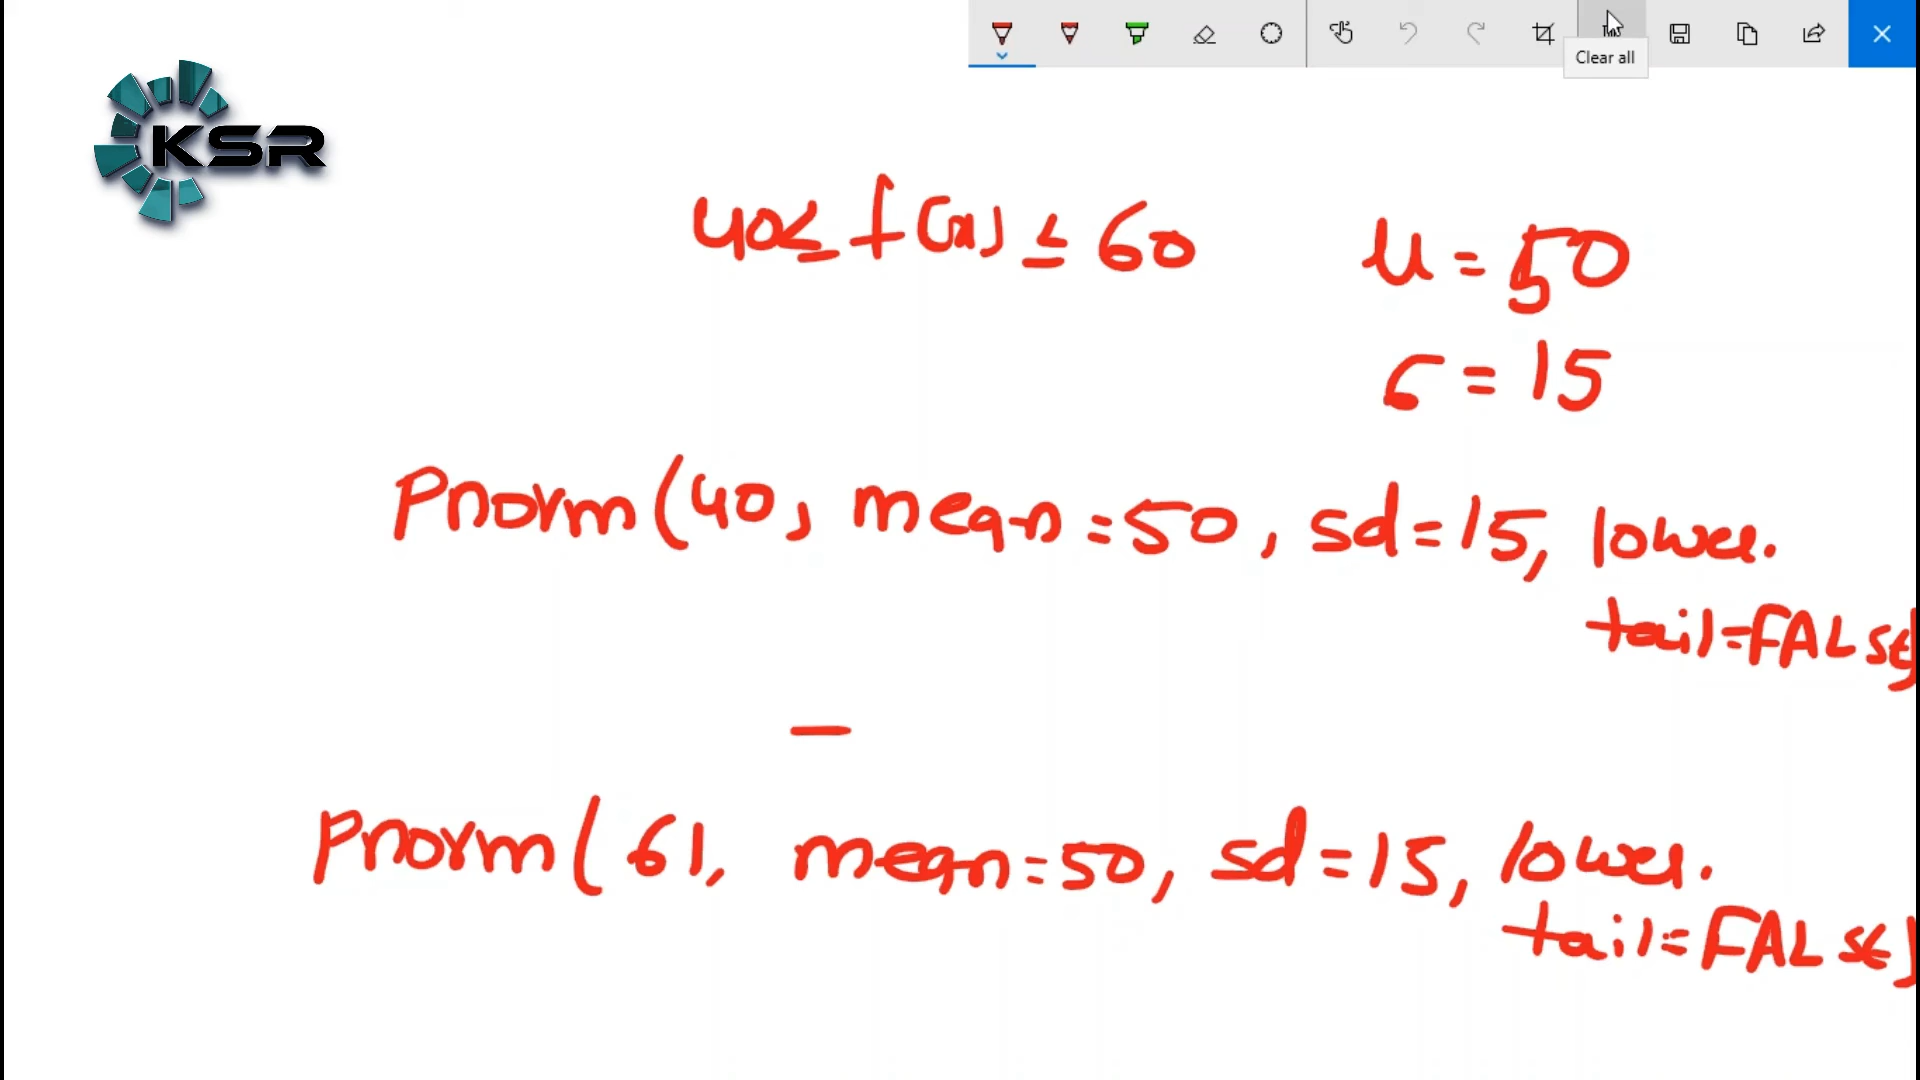 Clear all
KSR
40 ≤ f(x) ≤ 60
μ = 50
σ = 15
Pnorm(40, mean=50, sd=15, lower.
tail=FALSE)
—
Pnorm(61, mean=50, sd=15, lower.
tail=FALSE)